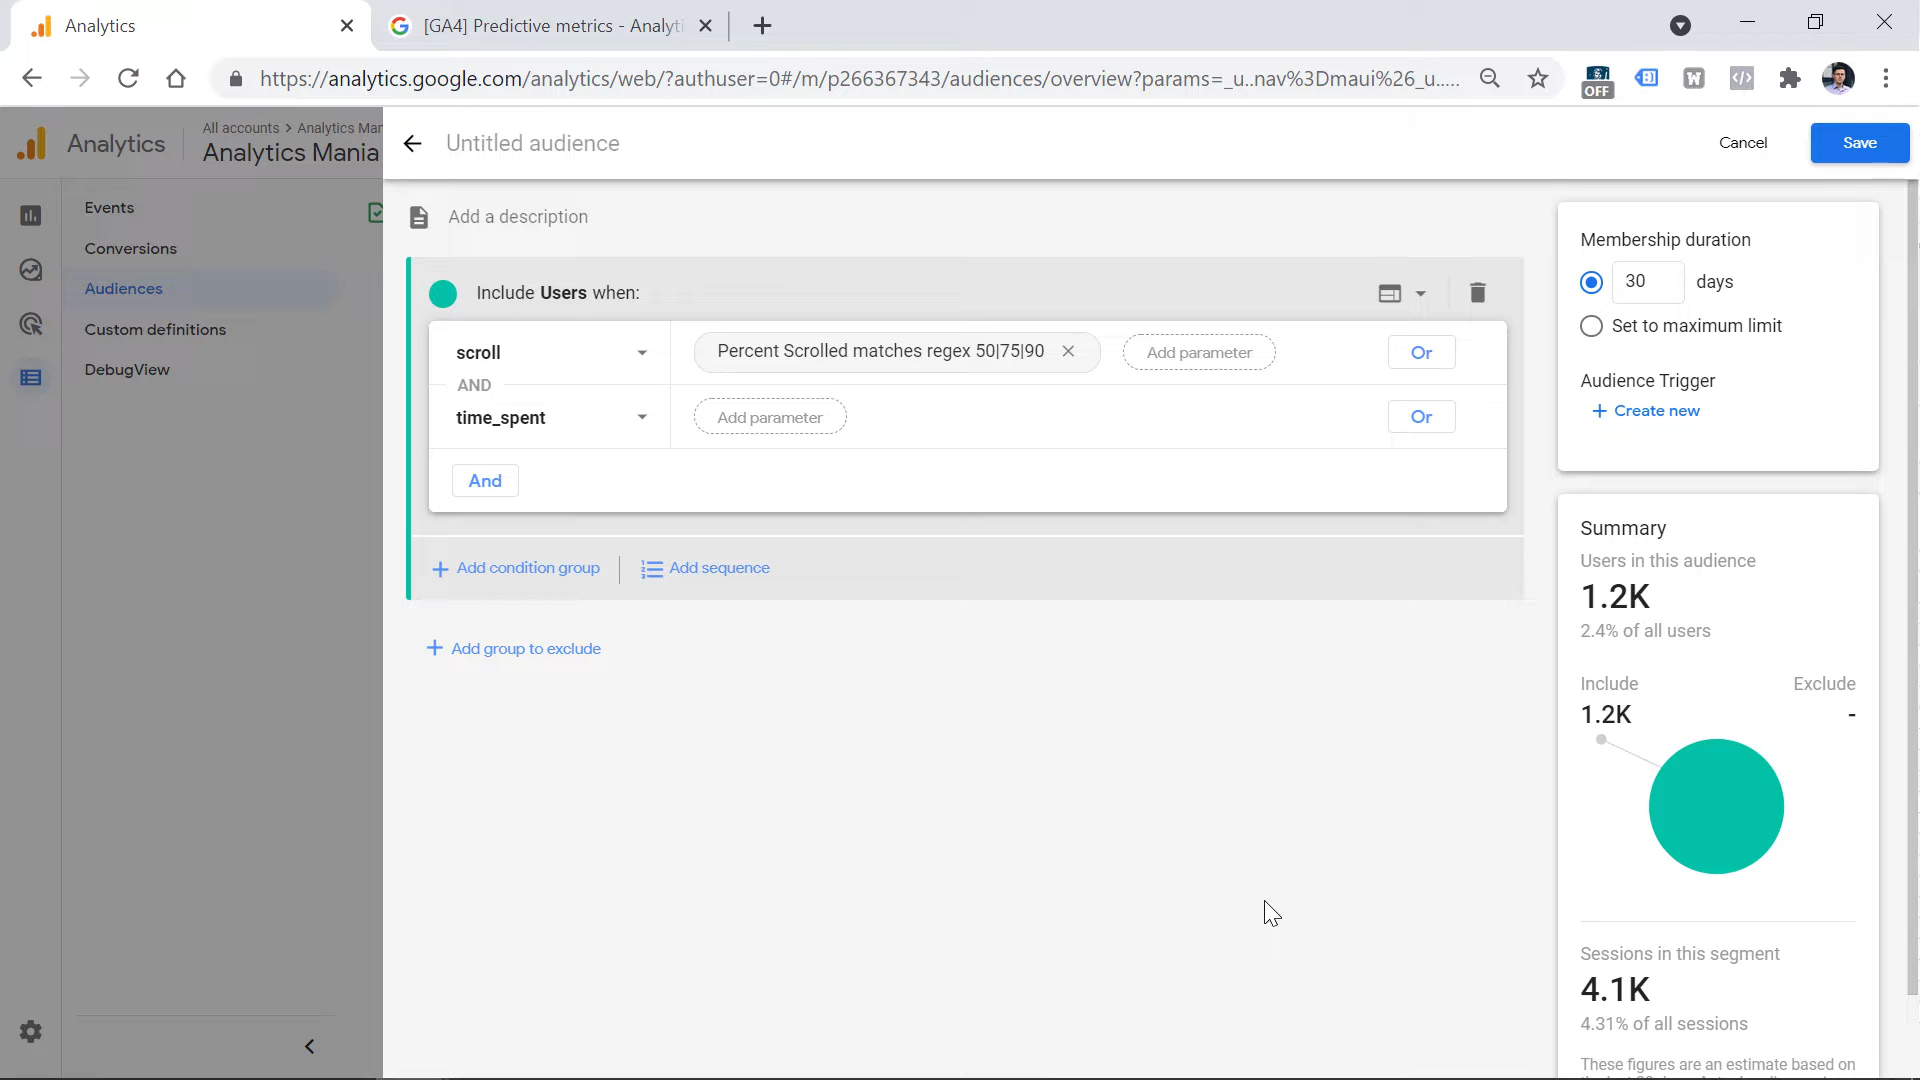 Analytics
[GA4] Predictive metrics - Analyti
https://analytics.google.com/analytics/web/?authuser=0#/m/p266367343/audiences/overview?params=_u..nav%3Dmaui%26_u.....
OFF
Analytics
All accounts > Analytics Man
Analytics Mania
Untitled audience
Cancel
Save
Events
Conversions
Audiences
Custom definitions
DebugView
Add a description
Include Users when:
scroll
Percent Scrolled matches regex 50|75|90
Add parameter
Or
AND
time_spent
Add parameter
Or
And
Add condition group
Add sequence
Add group to exclude
Membership duration
30 days
Set to maximum limit
Audience Trigger
Create new
Summary
Users in this audience
1.2K
2.4% of all users
Include Exclude
1.2K -
Sessions in this segment
4.1K
4.31% of all sessions
These figures are an estimate based on